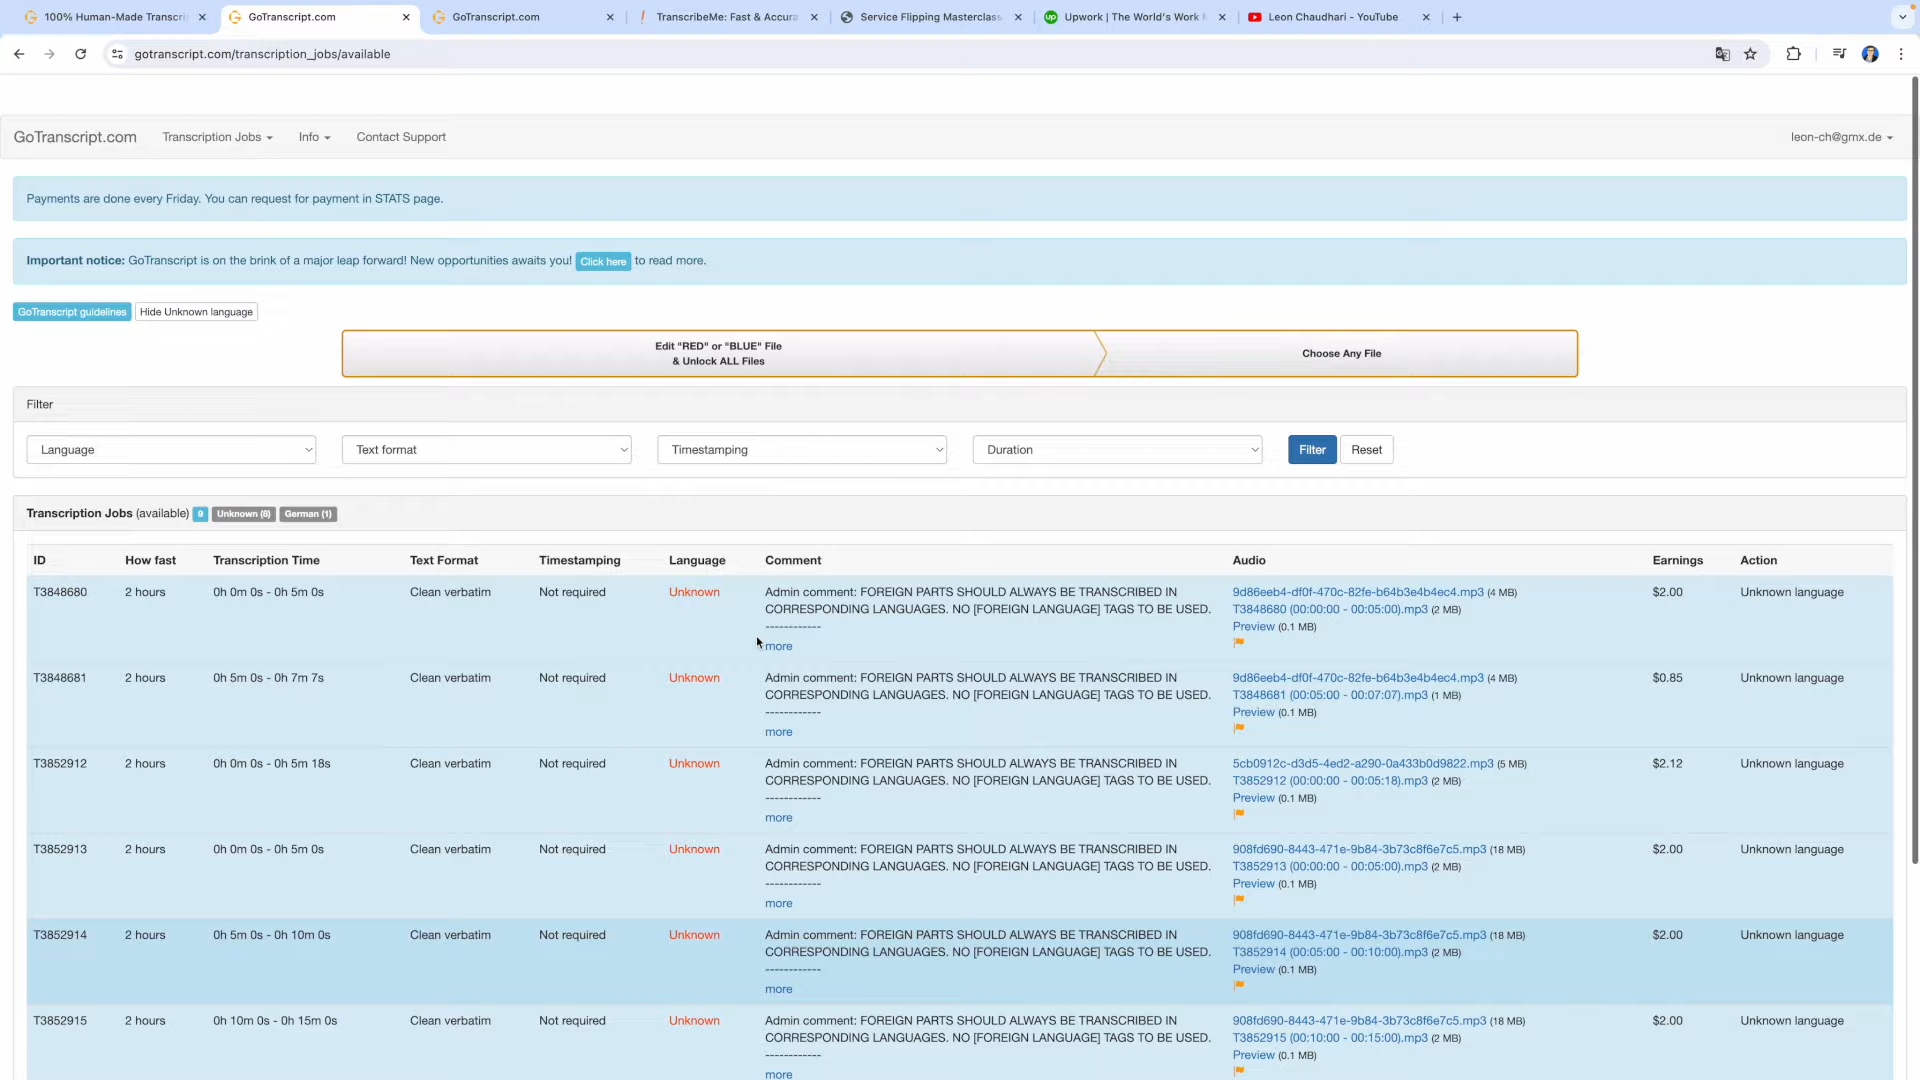 100% Human-Made Transcri
GoTranscript.com
GoTranscript.com
TranscribeMe: Fast & Accura
Service Flipping Masterclass
Upwork | The World's Work M
Leon Chaudhari - YouTube
gotranscript.com/transcription_jobs/available
GoTranscript.com Transcription Jobs Info Contact Support leon-ch@gmx.de
Payments are done every Friday. You can request for payment in STATS page.
Important notice: GoTranscript is on the brink of a major leap forward! New opportunities awaits you! Click here to read more.
GoTranscript guidelines Hide Unknown language
Edit "RED" or "BLUE" File
& Unlock ALL Files
Choose Any File
Filter
Language Text format Timestamping Duration Filter Reset
Transcription Jobs (available) 9 Unknown (8) German (1)
ID How fast Transcription Time Text Format Timestamping Language Comment Audio Earnings Action
T3848680 2 hours 0h 0m 0s - 0h 5m 0s Clean verbatim Not required Unknown Admin comment: FOREIGN PARTS SHOULD ALWAYS BE TRANSCRIBED IN 9d86eeb4-df0f-470c-82fe-b64b3e4b4ec4.mp3 (4 MB) $2.00 Unknown language
CORRESPONDING LANGUAGES. NO [FOREIGN LANGUAGE] TAGS TO BE USED. T3848680 (00:00:00 - 00:05:00).mp3 (2 MB)
------------ Preview (0.1 MB)
more
T3848681 2 hours 0h 5m 0s - 0h 7m 7s Clean verbatim Not required Unknown Admin comment: FOREIGN PARTS SHOULD ALWAYS BE TRANSCRIBED IN 9d86eeb4-df0f-470c-82fe-b64b3e4b4ec4.mp3 (4 MB) $0.85 Unknown language
CORRESPONDING LANGUAGES. NO [FOREIGN LANGUAGE] TAGS TO BE USED. T3848681 (00:05:00 - 00:07:07).mp3 (1 MB)
------------ Preview (0.1 MB)
more
T3852912 2 hours 0h 0m 0s - 0h 5m 18s Clean verbatim Not required Unknown Admin comment: FOREIGN PARTS SHOULD ALWAYS BE TRANSCRIBED IN 5cb0912c-d3d5-4ed2-a290-0a433b0d9822.mp3 (5 MB) $2.12 Unknown language
CORRESPONDING LANGUAGES. NO [FOREIGN LANGUAGE] TAGS TO BE USED. T3852912 (00:00:00 - 00:05:18).mp3 (2 MB)
------------ Preview (0.1 MB)
more
T3852913 2 hours 0h 0m 0s - 0h 5m 0s Clean verbatim Not required Unknown Admin comment: FOREIGN PARTS SHOULD ALWAYS BE TRANSCRIBED IN 908fd690-8443-471e-9b84-3b73c8f6e7c5.mp3 (18 MB) $2.00 Unknown language
CORRESPONDING LANGUAGES. NO [FOREIGN LANGUAGE] TAGS TO BE USED. T3852913 (00:00:00 - 00:05:00).mp3 (2 MB)
------------ Preview (0.1 MB)
more
T3852914 2 hours 0h 5m 0s - 0h 10m 0s Clean verbatim Not required Unknown Admin comment: FOREIGN PARTS SHOULD ALWAYS BE TRANSCRIBED IN 908fd690-8443-471e-9b84-3b73c8f6e7c5.mp3 (18 MB) $2.00 Unknown language
CORRESPONDING LANGUAGES. NO [FOREIGN LANGUAGE] TAGS TO BE USED. T3852914 (00:05:00 - 00:10:00).mp3 (2 MB)
------------ Preview (0.1 MB)
more
T3852915 2 hours 0h 10m 0s - 0h 15m 0s Clean verbatim Not required Unknown Admin comment: FOREIGN PARTS SHOULD ALWAYS BE TRANSCRIBED IN 908fd690-8443-471e-9b84-3b73c8f6e7c5.mp3 (18 MB) $2.00 Unknown language
CORRESPONDING LANGUAGES. NO [FOREIGN LANGUAGE] TAGS TO BE USED. T3852915 (00:10:00 - 00:15:00).mp3 (2 MB)
------------ Preview (0.1 MB)
more